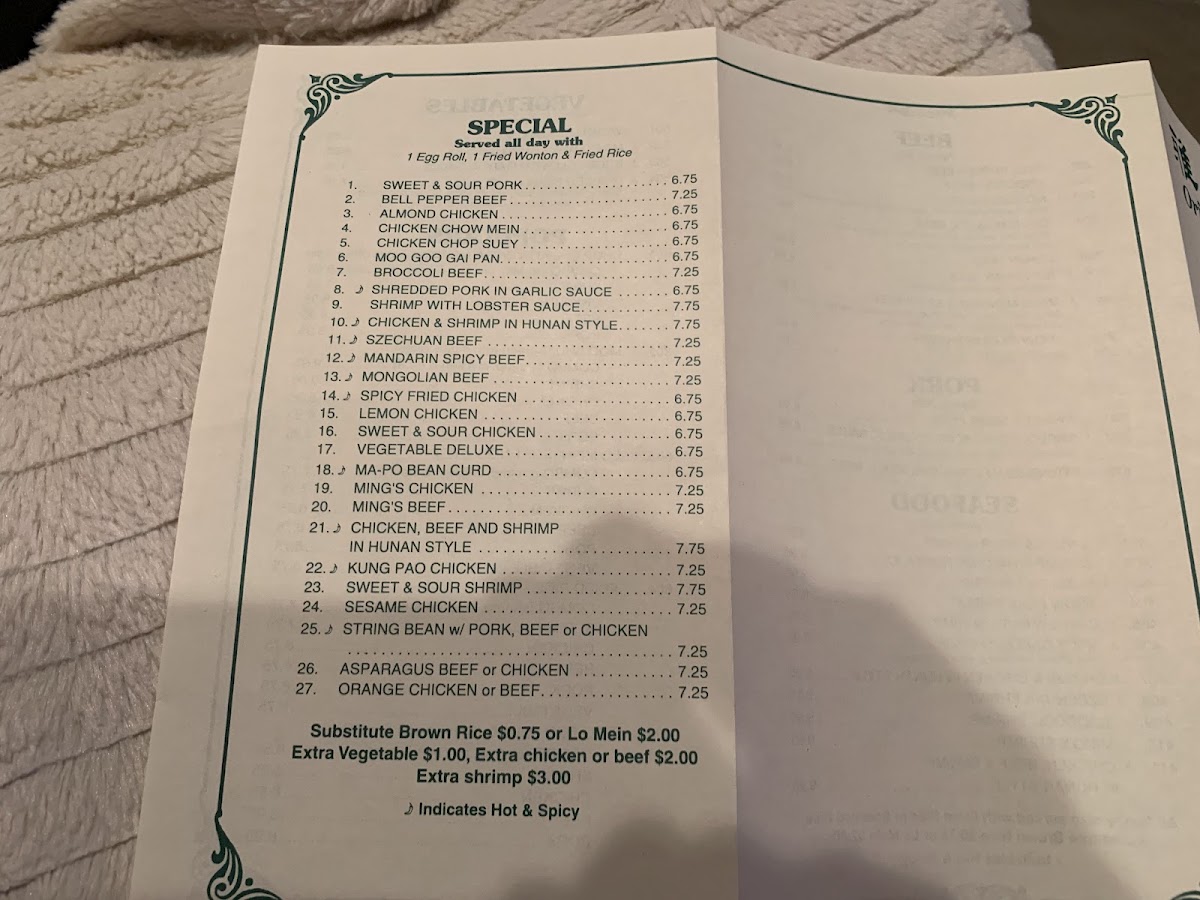 SPECIAL
Served all day with
1 Egg Roll, 1 Fried Wonton & Fried Rice
1. SWEET & SOUR PORK. . . . . . . . . . . . . . . . . . . 6.75
2. BELL PEPPER BEEF. . . . . . . . . . . . . . . . . . . . . 7.25
3. ALMOND CHICKEN . . . . . . . . . . . . . . . . . . . . . 6.75
4. CHICKEN CHOW MEIN . . . . . . . . . . . . . . . . . . 6.75
5. CHICKEN CHOP SUEY . . . . . . . . . . . . . . . . . . 6.75
6. MOO GOO GAI PAN. . . . . . . . . . . . . . . . . . . . . 6.75
7. BROCCOLI BEEF. . . . . . . . . . . . . . . . . . . . . . . 7.25
8. ♪ SHREDDED PORK IN GARLIC SAUCE . . . . . . . 6.75
9. SHRIMP WITH LOBSTER SAUCE. . . . . . . . . . . . 7.75
10. ♪ CHICKEN & SHRIMP IN HUNAN STYLE. . . . . . . 7.75
11. ♪ SZECHUAN BEEF . . . . . . . . . . . . . . . . . . . . . . . 7.25
12. ♪ MANDARIN SPICY BEEF. . . . . . . . . . . . . . . . . . 7.25
13. ♪ MONGOLIAN BEEF . . . . . . . . . . . . . . . . . . . . . . 7.25
14. ♪ SPICY FRIED CHICKEN . . . . . . . . . . . . . . . . . . 6.75
15. LEMON CHICKEN . . . . . . . . . . . . . . . . . . . . . . . 6.75
16. SWEET & SOUR CHICKEN . . . . . . . . . . . . . . . . 6.75
17. VEGETABLE DELUXE . . . . . . . . . . . . . . . . . . . . 6.75
18. ♪ MA-PO BEAN CURD . . . . . . . . . . . . . . . . . . . . . 6.75
19. MING'S CHICKEN . . . . . . . . . . . . . . . . . . . . . . . 7.25
20. MING'S BEEF. . . . . . . . . . . . . . . . . . . . . . . . . . . 7.25
21. ♪ CHICKEN, BEEF AND SHRIMP
IN HUNAN STYLE . . . . . . . . . . . . . . . . . . . . . . . 7.75
22. ♪ KUNG PAO CHICKEN . . . . . . . . . . . . . . . . . . . . 7.25
23. SWEET & SOUR SHRIMP . . . . . . . . . . . . . . . . . 7.75
24. SESAME CHICKEN . . . . . . . . . . . . . . . . . . . . . . 7.25
25. ♪ STRING BEAN w/ PORK, BEEF or CHICKEN
. . . . . . . . . . . . . . . . . . . . . . . . . . . . . . . . . . . . . . . 7.25
26. ASPARAGUS BEEF or CHICKEN . . . . . . . . . . . . 7.25
27. ORANGE CHICKEN or BEEF. . . . . . . . . . . . . . . . 7.25
Substitute Brown Rice $0.75 or Lo Mein $2.00
Extra Vegetable $1.00, Extra chicken or beef $2.00
Extra shrimp $3.00
♪ Indicates Hot & Spicy